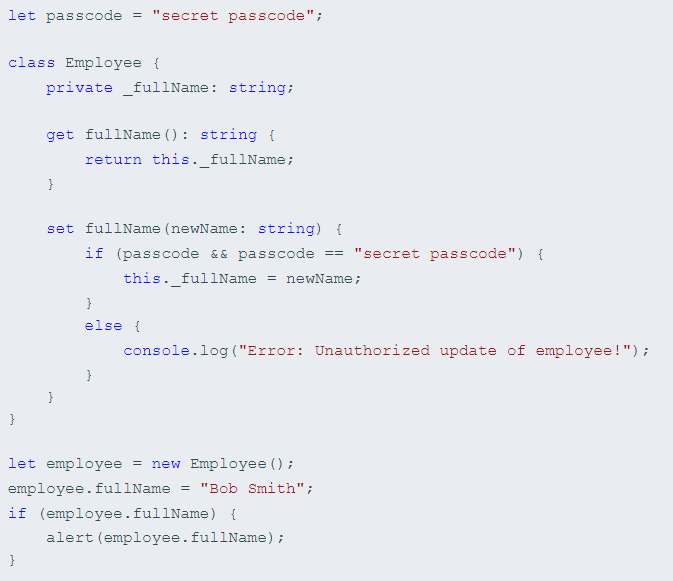 let passcode = "secret passcode";

class Employee {
    private _fullName: string;

    get fullName(): string {
        return this._fullName;
    }

    set fullName(newName: string) {
        if (passcode && passcode == "secret passcode") {
            this._fullName = newName;
        }
        else {
            console.log("Error: Unauthorized update of employee!");
        }
    }
}

let employee = new Employee();
employee.fullName = "Bob Smith";
if (employee.fullName) {
    alert(employee.fullName);
}